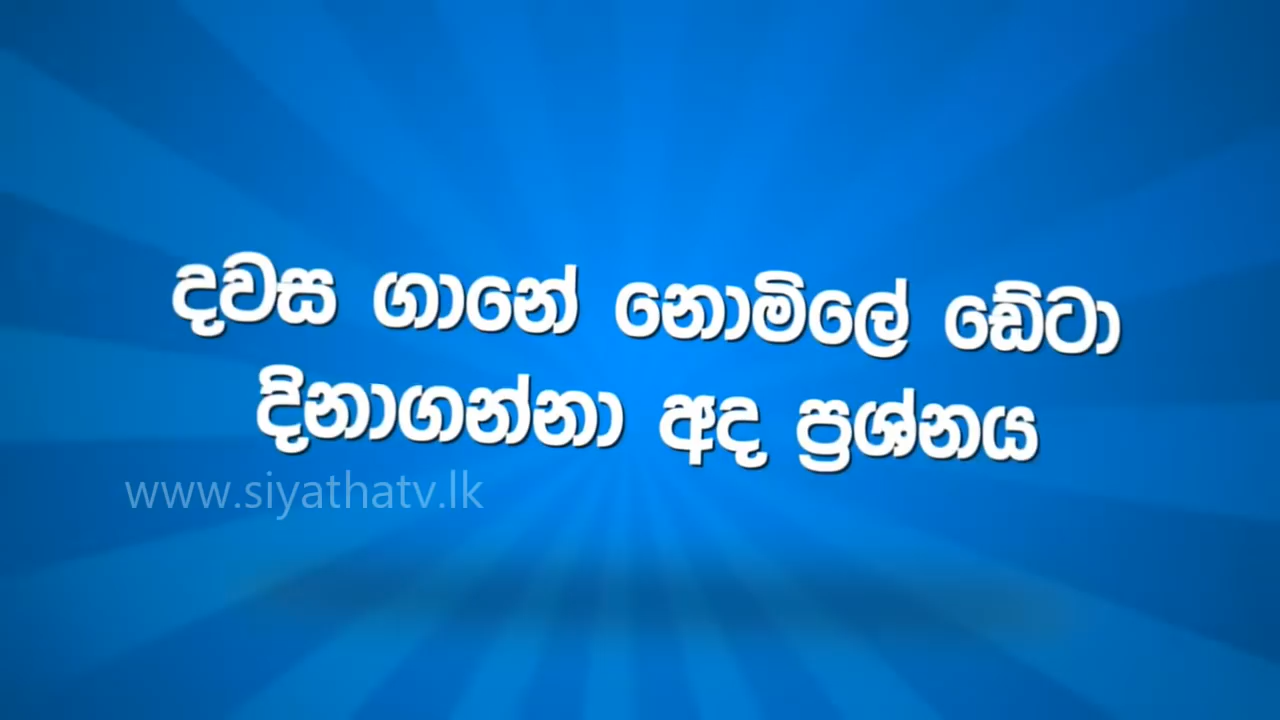 දවස ගානේ නොමිලේ ඩේටා
දිනාගන්නා අද ප්‍රශ්නය
www.siyathatv.lk